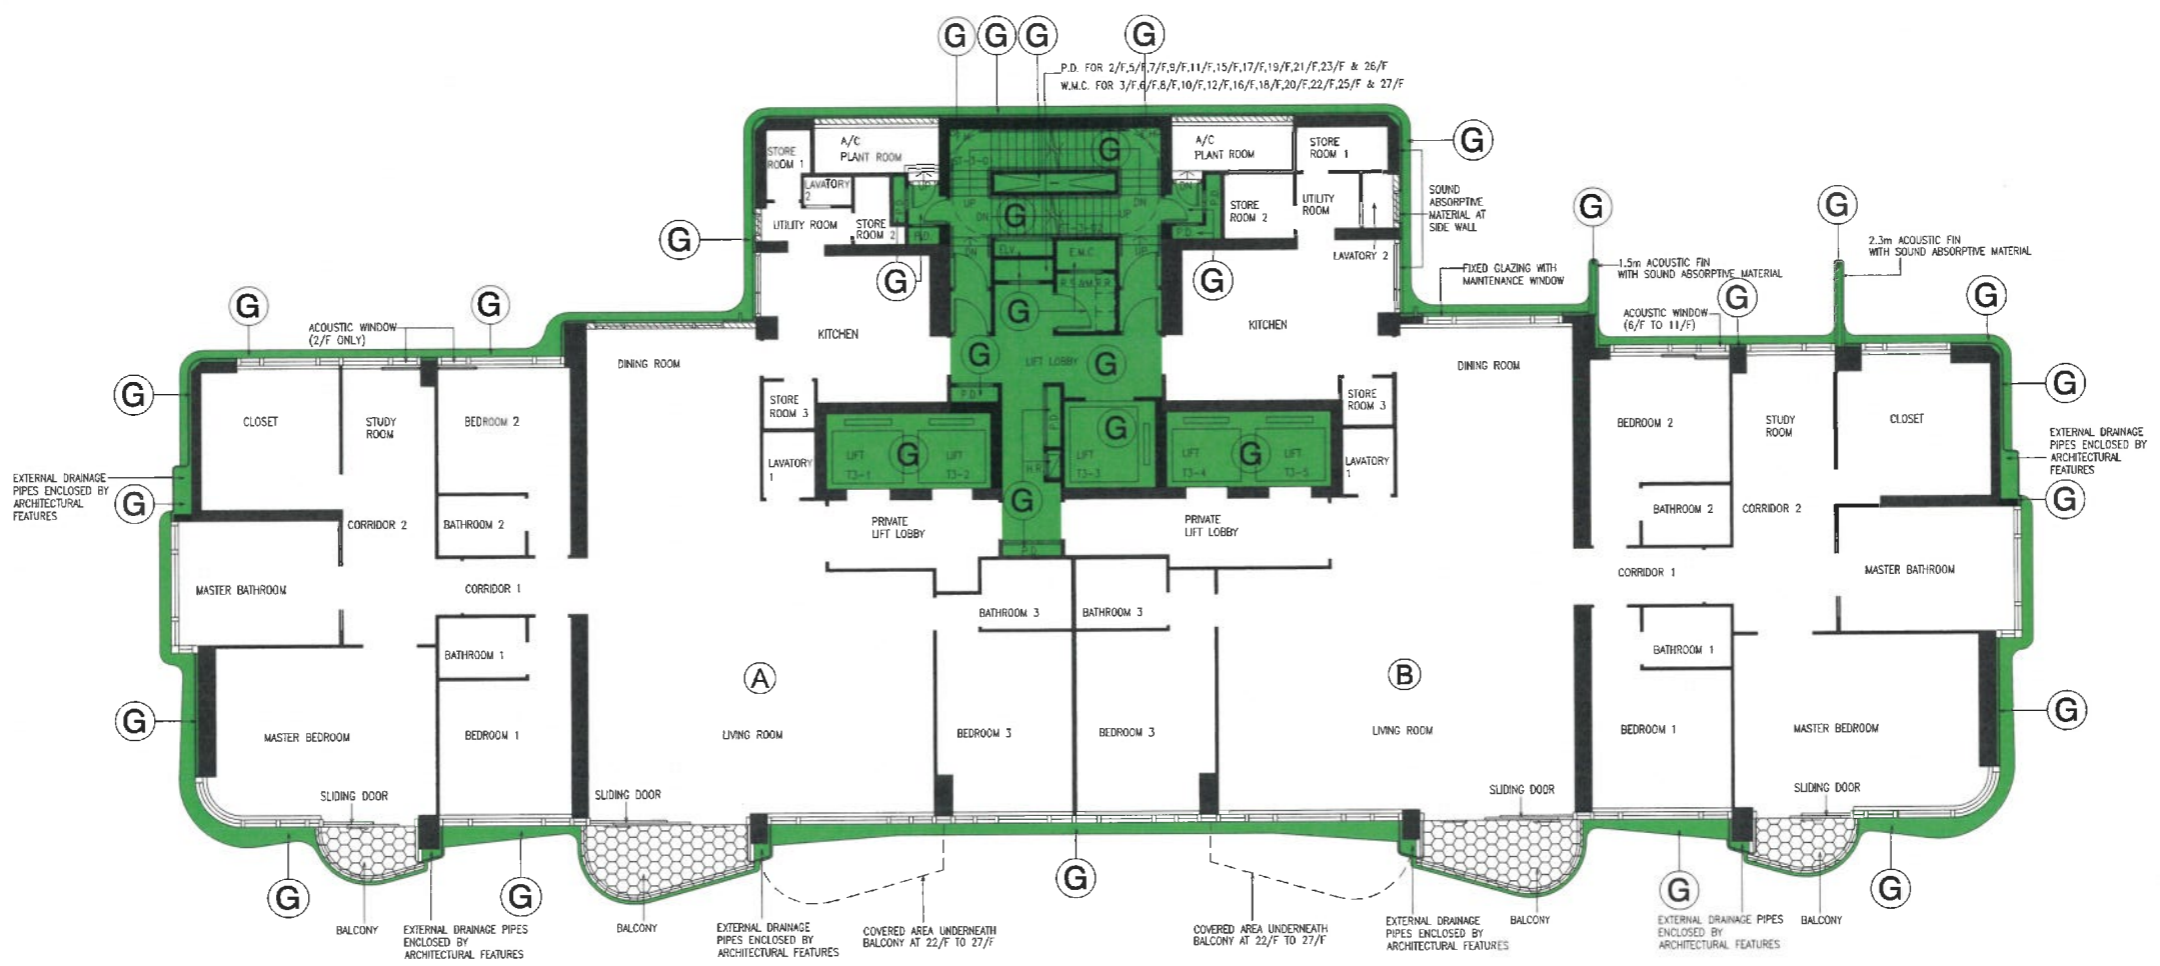 G G G G
P.D. FOR 2/F,5/F,7/F,9/F,11/F,15/F,17/F,19/F,21/F,23/F & 26/F
W.M.C. FOR 3/F,6/F,8/F,10/F,12/F,16/F,18/F,20/F,22/F,25/F & 27/F
STORE
ROOM 1
A/C
PLANT ROOM
ST-3-0
G
A/C
PLANT ROOM
STORE
ROOM 1
G
LAVATORY
2
UP
UTILITY ROOM
STORE
ROOM 2
P.D.
P.D.
UP
DN
G
UP
DN
DN
P.D.
P.D.
STORE
ROOM 2
UTILITY
ROOM
LAVATORY 2
SOUND
ABSORPTIVE
MATERIAL AT
SIDE WALL
G
G
G
G
DN
ELV
E.M.C.
UP
G
FIXED GLAZING WITH
MAINTENANCE WINDOW
1.5m ACOUSTIC FIN
WITH SOUND ABSORPTIVE MATERIAL
2.3m ACOUSTIC FIN
WITH SOUND ABSORPTIVE MATERIAL
G
G
ACOUSTIC WINDOW
(2/F ONLY)
KITCHEN
G
KITCHEN
ACOUSTIC WINDOW
(6/F TO 11/F)
G
G
DINING ROOM
G
LIFT LOBBY
G
DINING ROOM
G
CLOSET
STUDY
ROOM
BEDROOM 2
STORE
ROOM 3
P.D.
P.D.
STORE
ROOM 3
BEDROOM 2
STUDY
ROOM
CLOSET
G
EXTERNAL DRAINAGE
PIPES ENCLOSED BY
ARCHITECTURAL
FEATURES
G
LAVATORY
1
LIFT
T3-1
G
LIFT
T3-2
H.R.
G
LIFT
T3-3
G
LIFT
T3-4
G
LIFT
T3-5
LAVATORY
1
EXTERNAL DRAINAGE
PIPES ENCLOSED BY
ARCHITECTURAL
FEATURES
G
CORRIDOR 2
BATHROOM 2
PRIVATE
LIFT LOBBY
P.D.
PRIVATE
LIFT LOBBY
BATHROOM 2
CORRIDOR 2
MASTER BATHROOM
CORRIDOR 1
BATHROOM 3
BATHROOM 3
CORRIDOR 1
MASTER BATHROOM
BATHROOM 1
A
B
BATHROOM 1
G
MASTER BEDROOM
BEDROOM 1
LIVING ROOM
BEDROOM 3
BEDROOM 3
LIVING ROOM
BEDROOM 1
MASTER BEDROOM
G
SLIDING DOOR
SLIDING DOOR
SLIDING DOOR
SLIDING DOOR
G
G
G
G
G
BALCONY
EXTERNAL DRAINAGE PIPES
ENCLOSED BY
ARCHITECTURAL FEATURES
BALCONY
EXTERNAL DRAINAGE
PIPES ENCLOSED BY
ARCHITECTURAL FEATURES
COVERED AREA UNDERNEATH
BALCONY AT 22/F TO 27/F
COVERED AREA UNDERNEATH
BALCONY AT 22/F TO 27/F
EXTERNAL DRAINAGE
PIPES ENCLOSED BY
ARCHITECTURAL FEATURES
BALCONY
EXTERNAL DRAINAGE PIPES
ENCLOSED BY
ARCHITECTURAL FEATURES
BALCONY